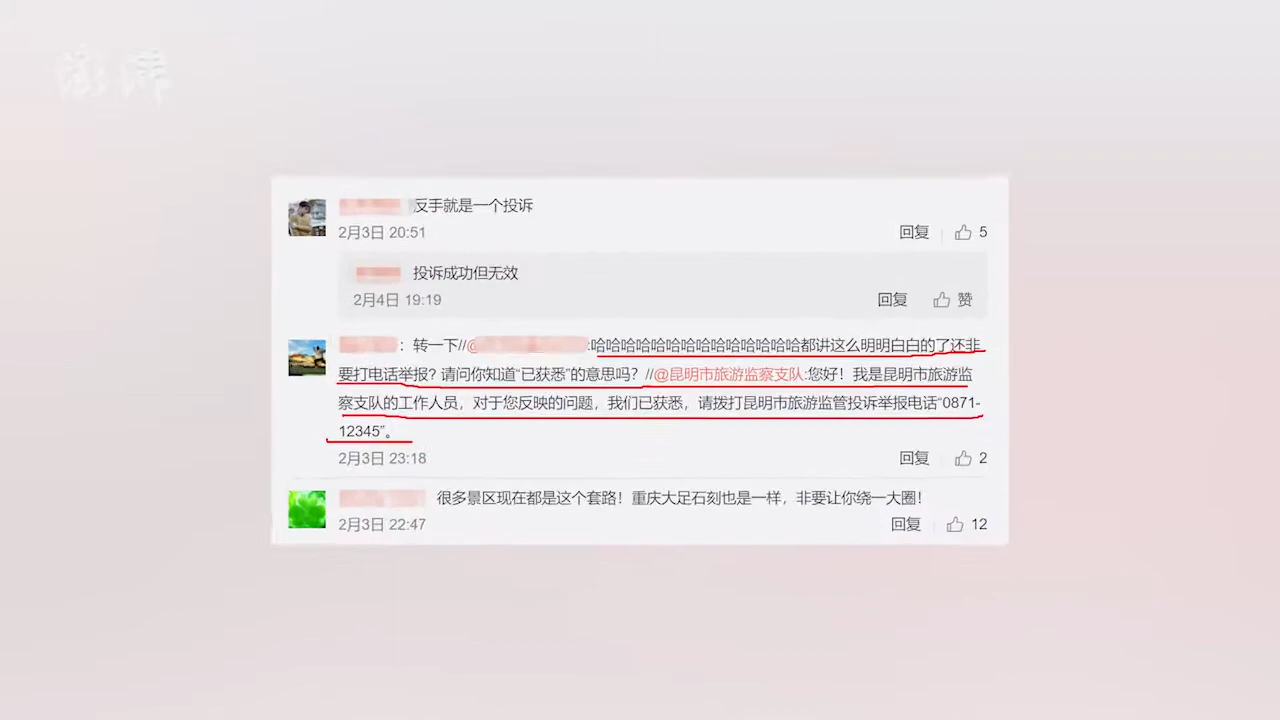 澎湃
反手就是一个投诉
2月3日 20:51 回复 5
投诉成功但无效
2月4日 19:19 回复 赞
：转一下//@ :哈哈哈哈哈哈哈哈哈哈哈哈哈哈都讲这么明明白白的了还非
要打电话举报？请问你知道“已获悉”的意思吗？//@昆明市旅游监察支队:您好！我是昆明市旅游监
察支队的工作人员，对于您反映的问题，我们已获悉，请拨打昆明市旅游监管投诉举报电话“0871-
12345”。
2月3日 23:18 回复 2
很多景区现在都是这个套路！重庆大足石刻也是一样，非要让你绕一大圈！
2月3日 22:47 回复 12